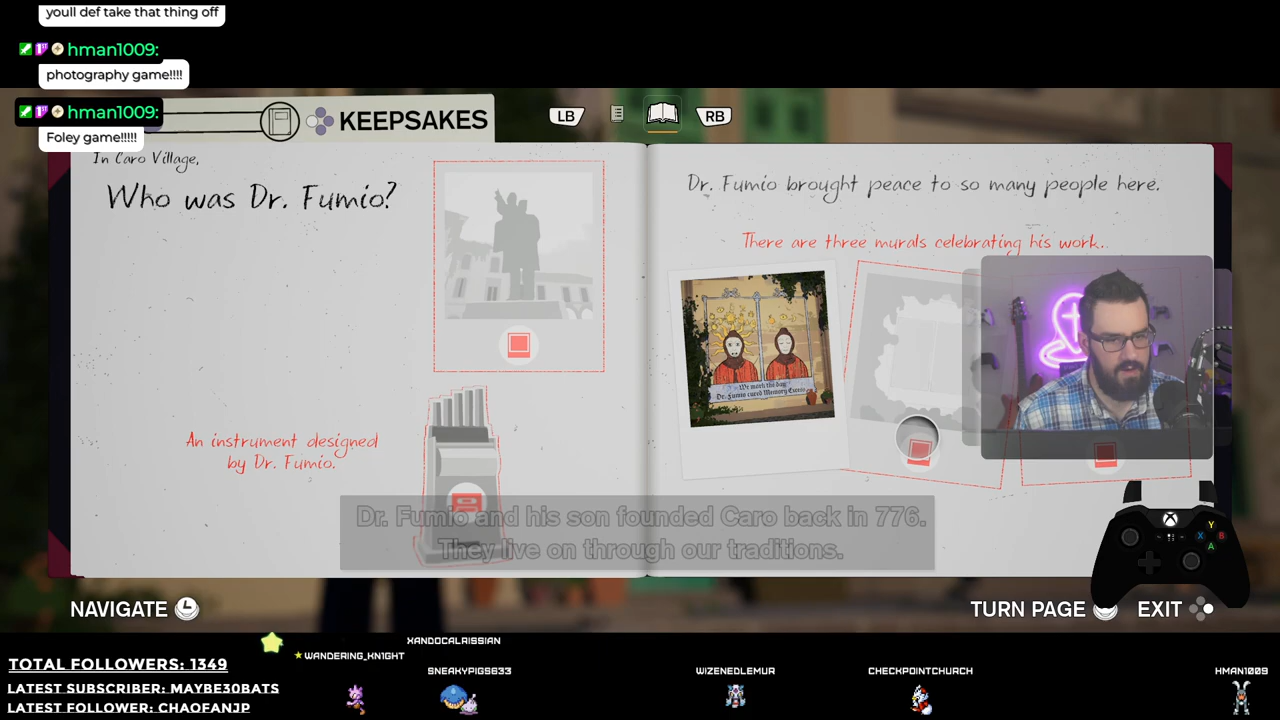 youll def take that thing off
hman1009:
photography game!!!!
hman1009:
Foley game!!!!!
KEEPSAKES
LB
RB
In Caro Village,
Who was Dr. Fumio?
An instrument designed
by Dr. Fumio.
Dr. Fumio brought peace to so many people here.
There are three murals celebrating his work.
We mark this day
Dr. Fumio cured Memory Excess
Dr. Fumio and his son founded Caro back in 776.
They live on through our traditions.
Y
X
B
A
NAVIGATE
TURN PAGE
EXIT
TOTAL FOLLOWERS: 1349
LATEST SUBSCRIBER: MAYBE30BATS
LATEST FOLLOWER: CHAOFANJP
XANDOCALRISSIAN
WANDERING_KN1GHT
SNEAKYPIGS633
WIZENEDLEMUR
CHECKPOINTCHURCH
HMAN1009